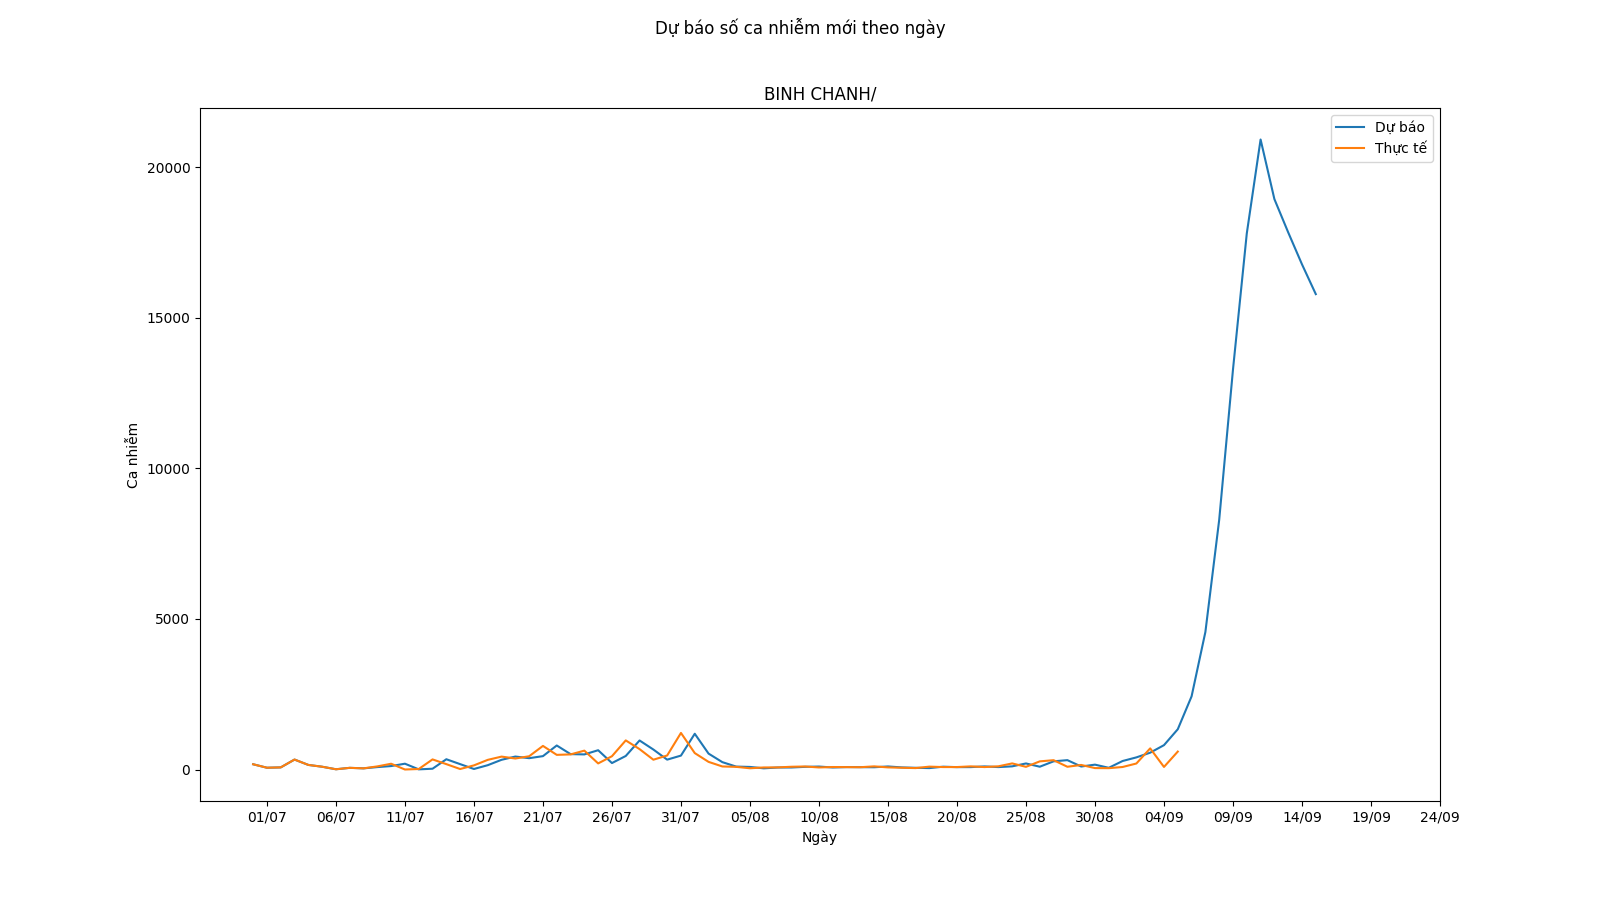 Dự báo số ca nhiễm mới theo ngày
BINH CHANH/
Dự báo
Thực tế
20000
15000
10000
5000
0
Ca nhiễm
01/07 06/07 11/07 16/07 21/07 26/07 31/07 05/08 10/08 15/08 20/08 25/08 30/08 04/09 09/09 14/09 19/09 24/09
Ngày